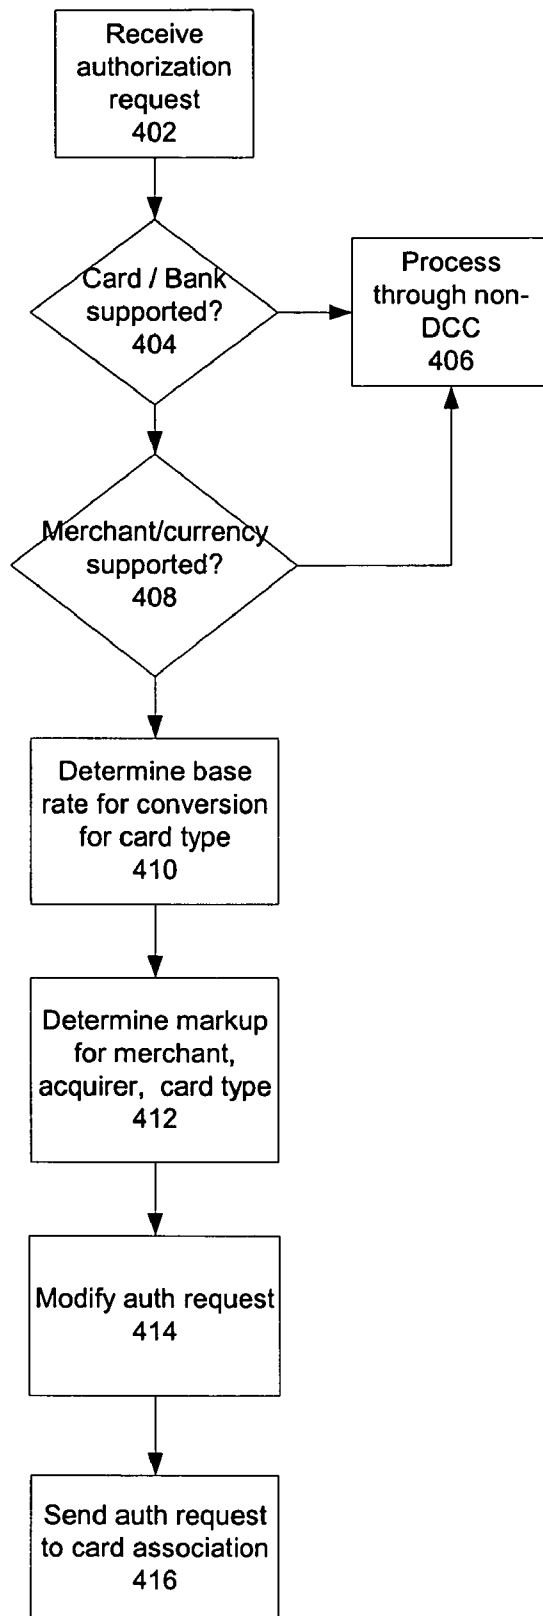 Receive
authorization
request
402
Card / Bank
supported?
404
Process
through non-
DCC
406
Merchant/currency
supported?
408
Determine base
rate for conversion
for card type
410
Determine markup
for merchant,
acquirer, card type
412
Modify auth request
414
Send auth request
to card association
416